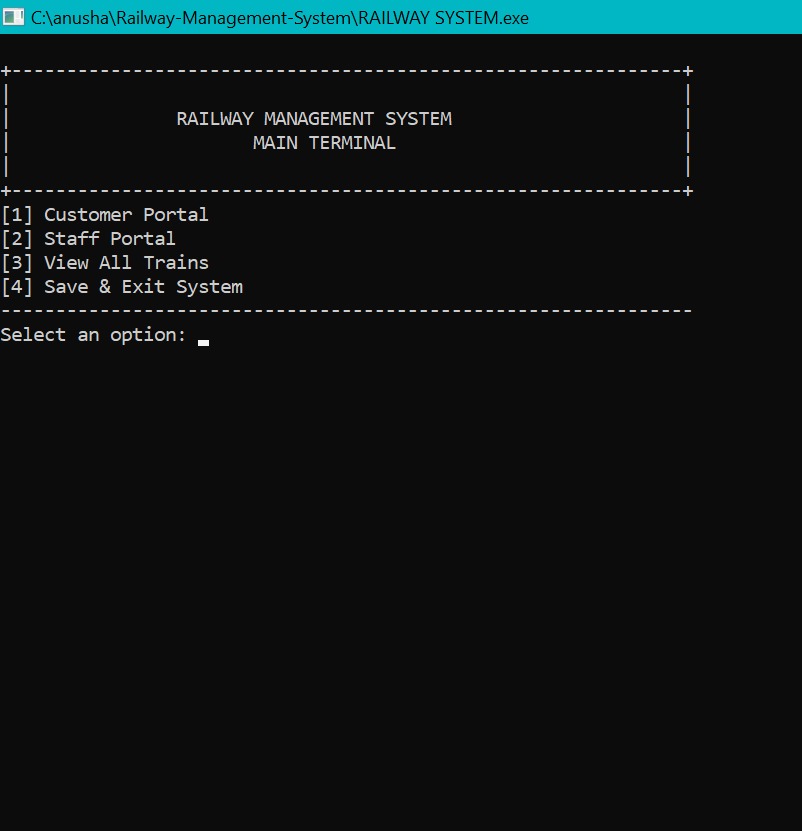 C:\anusha\Railway-Management-System\RAILWAY SYSTEM.exe
+-------------------------------------------------------------+
|                                                             |
|               RAILWAY MANAGEMENT SYSTEM                     |
|                      MAIN TERMINAL                          |
|                                                             |
+-------------------------------------------------------------+
[1] Customer Portal
[2] Staff Portal
[3] View All Trains
[4] Save & Exit System
---------------------------------------------------------------
Select an option: